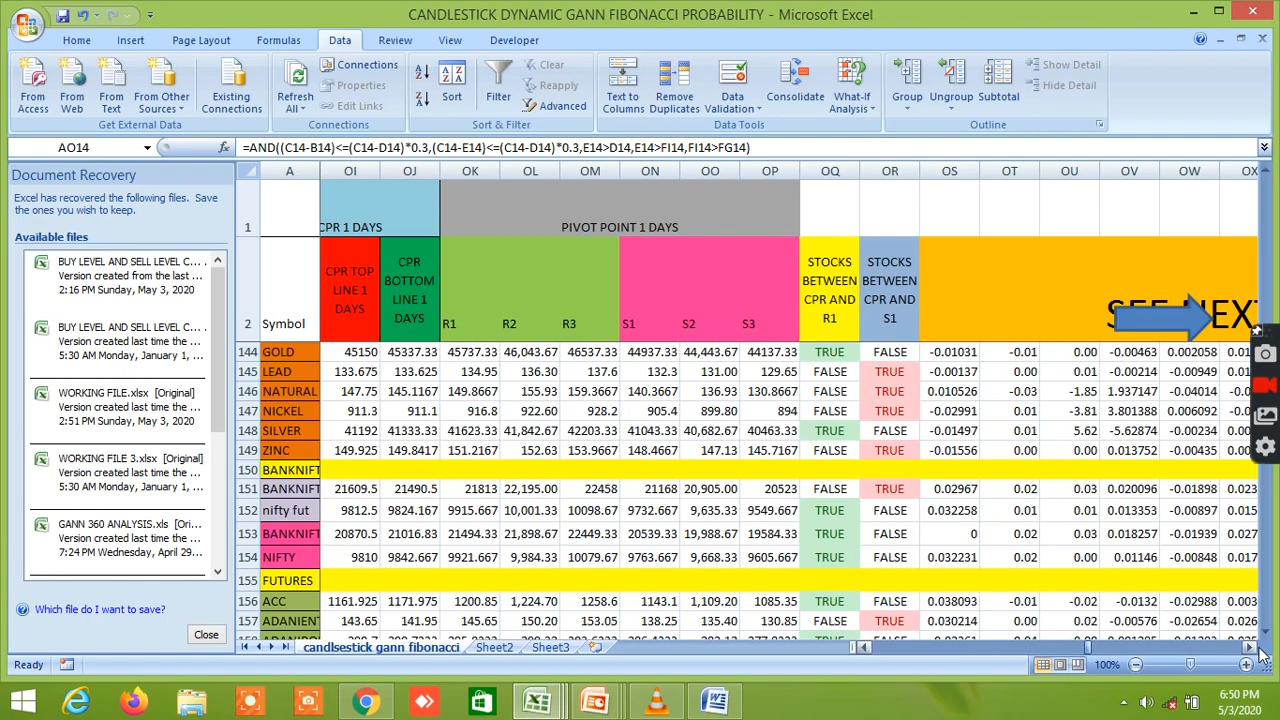 CANDLESTICK DYNAMIC GANN FIBONACCI PROBABILITY - Microsoft Excel
Home Insert Page Layout Formulas Data Review View Developer
From Access
From Web
From Text
From Other Sources
Existing Connections
Get External Data
Refresh All
Connections
Properties
Edit Links
Connections
Sort
Filter
Clear
Reapply
Advanced
Sort & Filter
Text to Columns
Remove Duplicates
Data Validation
Consolidate
What-If Analysis
Data Tools
Group
Ungroup
Subtotal
Show Detail
Hide Detail
Outline
AO14 fx =AND((C14-B14)<=(C14-D14)*0.3,(C14-E14)<=(C14-D14)*0.3,E14>D14,E14>FI14,FI14>FG14)
Document Recovery
Excel has recovered the following files. Save the ones you wish to keep.
Available files
BUY LEVEL AND SELL LEVEL C...
Version created from the last ...
2:16 PM Sunday, May 3, 2020
BUY LEVEL AND SELL LEVEL C...
Version created last time the ...
5:30 AM Monday, January 1, ...
WORKING FILE.xlsx [Original]
Version created last time the ...
2:51 PM Sunday, May 3, 2020
WORKING FILE 3.xlsx [Original]
Version created last time the ...
5:30 AM Monday, January 1, ...
GANN 360 ANALYSIS.xls [Ori...
Version created last time the ...
7:24 PM Wednesday, April 29...
Which file do I want to save?
Close
A OI OJ OK OL OM ON OO OP OQ OR OS OT OU OV OW OX
1 CPR 1 DAYS PIVOT POINT 1 DAYS
2 Symbol CPR TOP LINE 1 DAYS CPR BOTTOM LINE 1 DAYS R1 R2 R3 S1 S2 S3 STOCKS BETWEEN CPR AND R1 STOCKS BETWEEN CPR AND S1 SEE NEXT
144 GOLD 45150 45337.33 45737.33 46,043.67 46537.33 44937.33 44,443.67 44137.33 TRUE FALSE -0.01031 -0.01 0.00 -0.00463 0.002058 0.01
145 LEAD 133.675 133.625 134.95 136.30 137.6 132.3 131.00 129.65 FALSE TRUE -0.00137 0.00 0.01 -0.00214 -0.00949 0.01
146 NATURAL 147.75 145.1167 149.8667 155.93 159.3667 140.3667 136.93 130.8667 FALSE TRUE 0.010526 -0.03 -1.85 1.937147 -0.04014
147 NICKEL 911.3 911.1 916.8 922.60 928.2 905.4 899.80 894 FALSE TRUE -0.02991 0.01 -3.81 3.801388 0.006092
148 SILVER 41192 41333.33 41623.33 41,842.67 42203.33 41043.33 40,682.67 40463.33 TRUE FALSE -0.01497 0.01 5.62 -5.62874 -0.00234
149 ZINC 149.925 149.8417 151.2167 152.63 153.9667 148.4667 147.13 145.7167 FALSE TRUE -0.01556 0.00 0.00 0.013752 -0.00435
150 BANKNIFT
151 BANKNIFT 21609.5 21490.5 21813 22,195.00 22458 21168 20,905.00 20523 FALSE TRUE 0.02967 0.02 0.04 0.020096 -0.01898 0.023
152 nifty fut 9812.5 9824.167 9915.667 10,001.33 10098.67 9732.667 9,635.33 9549.667 TRUE FALSE 0.032258 0.01 0.01 0.013353 -0.00897 0.015
153 BANKNIFT 20870.5 21016.83 21494.33 21,898.67 22449.33 20539.33 19,988.67 19584.33 TRUE FALSE 0 0.02 0.03 0.018257 -0.01939 0.027
154 NIFTY 9810 9842.667 9921.667 9,984.33 10079.67 9763.667 9,605.67 9605.667 TRUE FALSE 0.032231 0.02 0.03 0.01146 -0.00848 0.017
155 FUTURES
156 ACC 1161.925 1171.975 1200.85 1,224.70 1258.6 1143.1 1,109.20 1085.35 TRUE FALSE 0.038093 -0.01 -0.02 -0.0132 -0.02988 0.003
157 ADANIENT 143.65 141.95 145.65 150.20 153.05 138.25 135.40 130.85 FALSE TRUE 0.030214 0.02 0.01 -0.00576 -0.02654
candlsestick gann fibonacci Sheet2 Sheet3
Ready 100%
6:50 PM
5/3/2020